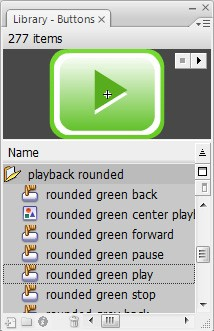 Library - Buttons
277 items
Name
playback rounded
rounded green back
rounded green center playl
rounded green forward
rounded green pause
rounded green play
rounded green stop